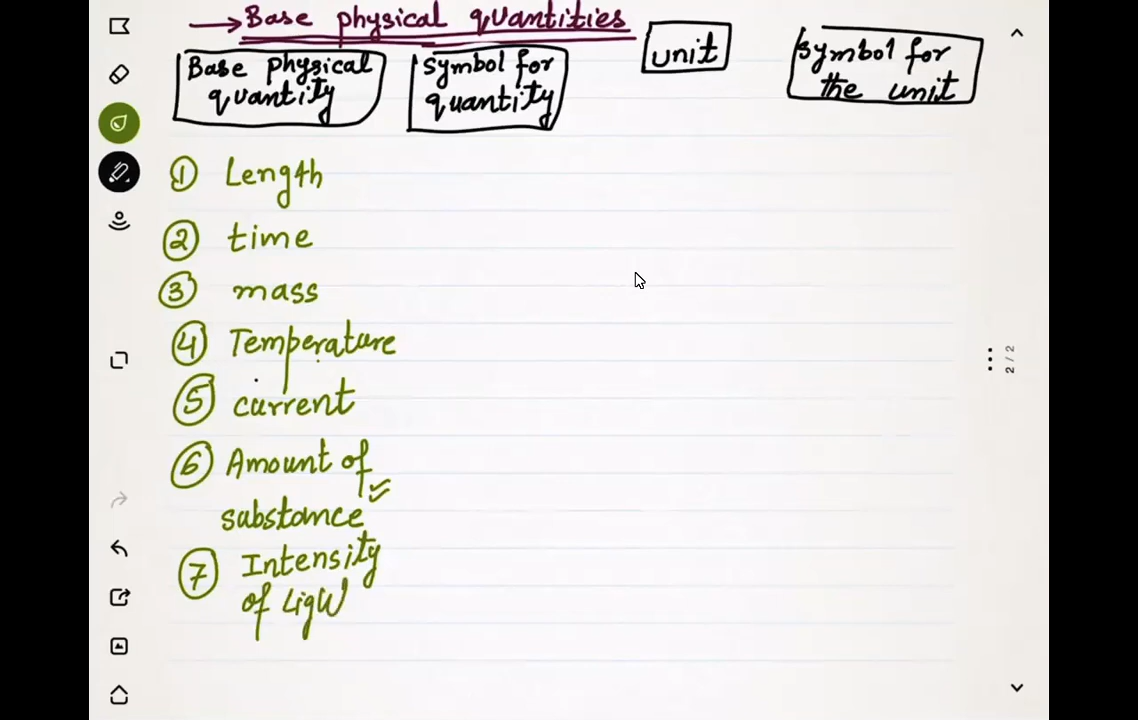 → Base physical quantities
Base physical
quantity
symbol for
quantity
unit
symbol for
the unit
① Length
② time
③ mass
④ Temperature
⑤ current
⑥ Amount of
substance
⑦ Intensity
of
2/2